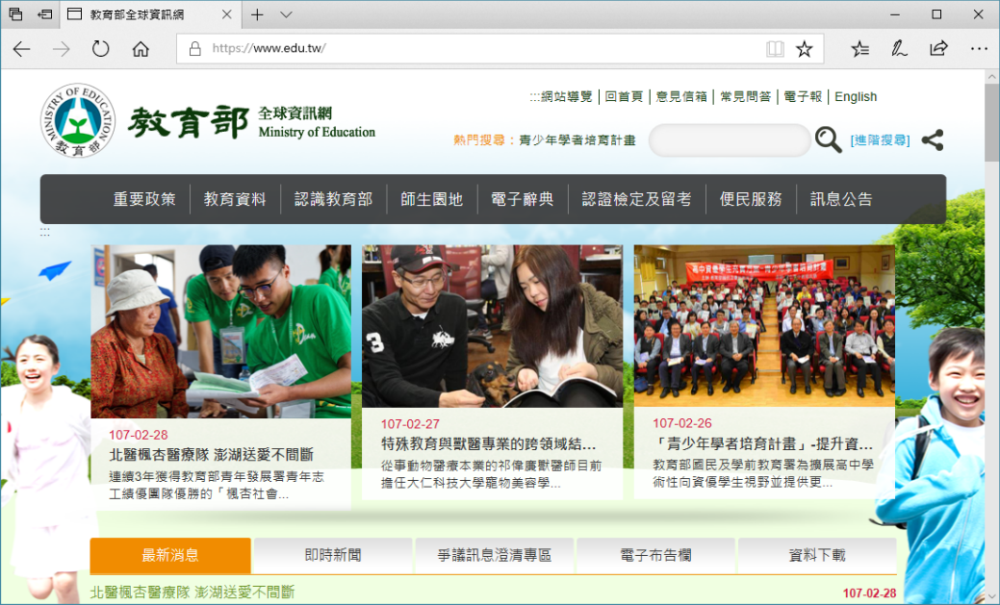 教育部全球資訊網
https://www.edu.tw/
MINISTRY OF EDUCATION
教育部
教育部 全球資訊網
Ministry of Education
:::網站導覽 | 回首頁 | 意見信箱 | 常見問答 | 電子報 | English
熱門搜尋：青少年學者培育計畫
[進階搜尋]
重要政策 教育資料 認識教育部 師生園地 電子辭典 認證檢定及留考 便民服務 訊息公告
:::
3
107-02-28
北醫楓杏醫療隊 澎湖送愛不間斷
連續3年獲得教育部青年發展署青年志
工績優團隊優勝的「楓杏社會...
107-02-27
特殊教育與獸醫專業的跨領域結...
從事動物醫療本業的祁偉廉獸醫師目前
擔任大仁科技大學寵物美容學...
107-02-26
「青少年學者培育計畫」-提升資...
教育部國民及學前教育署為擴展高中學
術性向資優學生視野並提供更...
最新消息 即時新聞 爭議訊息澄清專區 電子布告欄 資料下載
北醫楓杏醫療隊 澎湖送愛不間斷 107-02-28